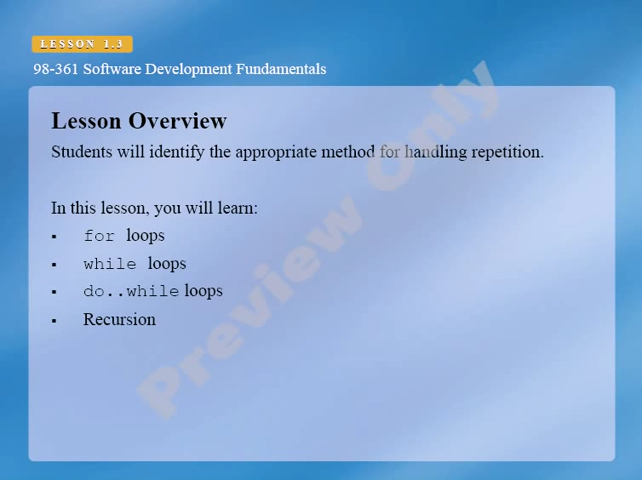 LESSON 1.3
98-361 Software Development Fundamentals
Lesson Overview
Students will identify the appropriate method for handling repetition.
In this lesson, you will learn:
▪ for loops
▪ while loops
▪ do..while loops
▪ Recursion
Preview Only